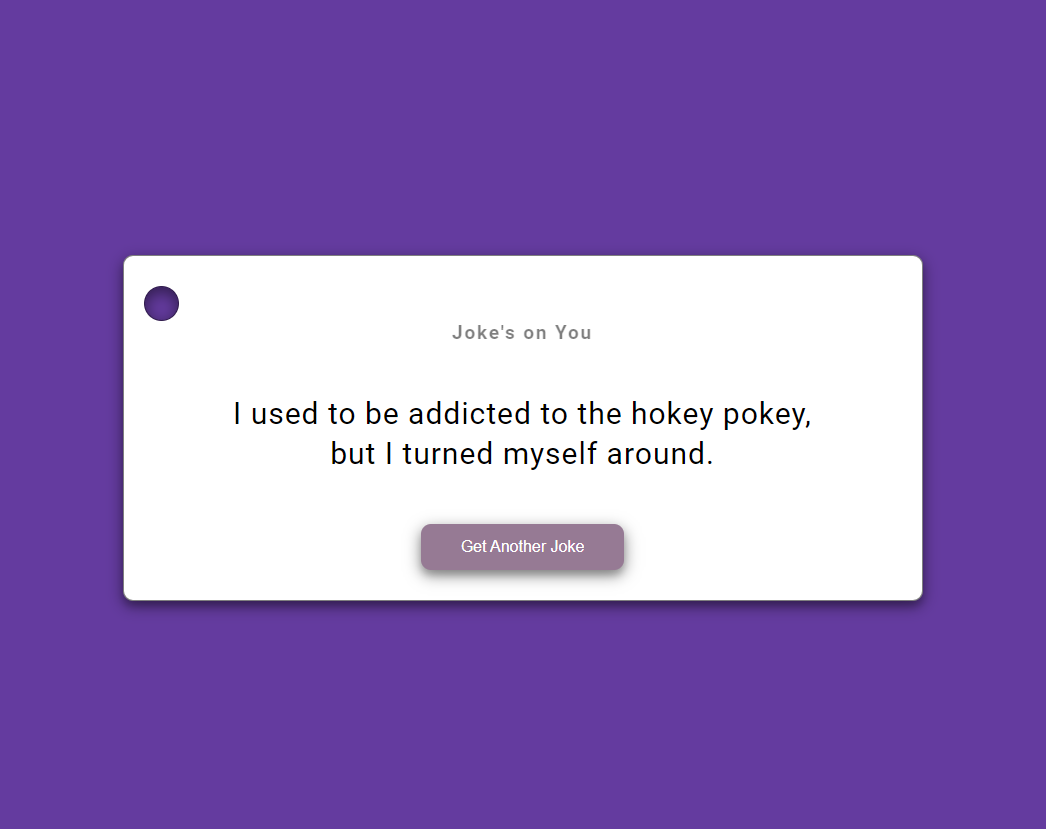 Joke's on You
I used to be addicted to the hokey pokey,
but I turned myself around.
Get Another Joke